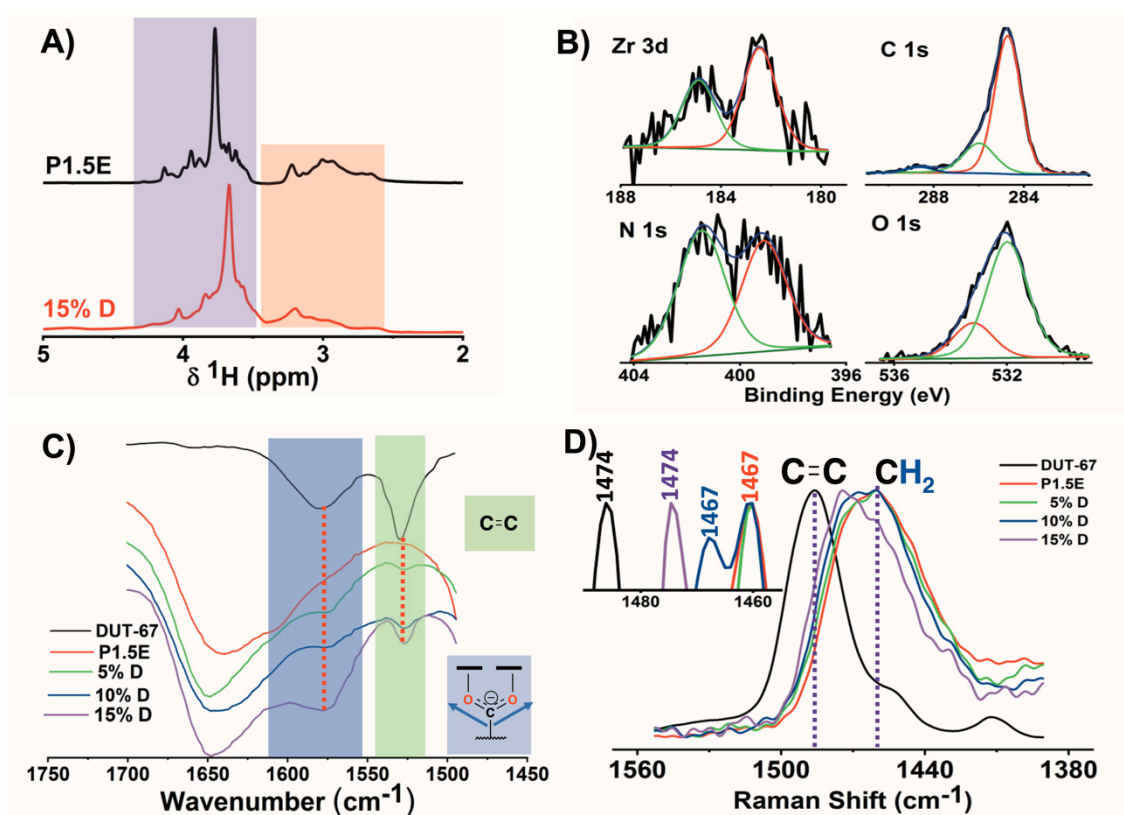 A)
P1.5E
15% D
5 4 3 2
δ ¹H (ppm)
B)
Zr 3d
188 184 180
C 1s
288 284
N 1s
404 400 396
O 1s
536 532
Binding Energy (eV)
C)
C=C
DUT-67
P1.5E
5% D
10% D
15% D
O O
C
1750 1700 1650 1600 1550 1500 1450
Wavenumber (cm⁻¹)
D)
1474
1474
1467
1467
1480 1460
C=C
CH₂
DUT-67
P1.5E
5% D
10% D
15% D
1560 1500 1440 1380
Raman Shift (cm⁻¹)